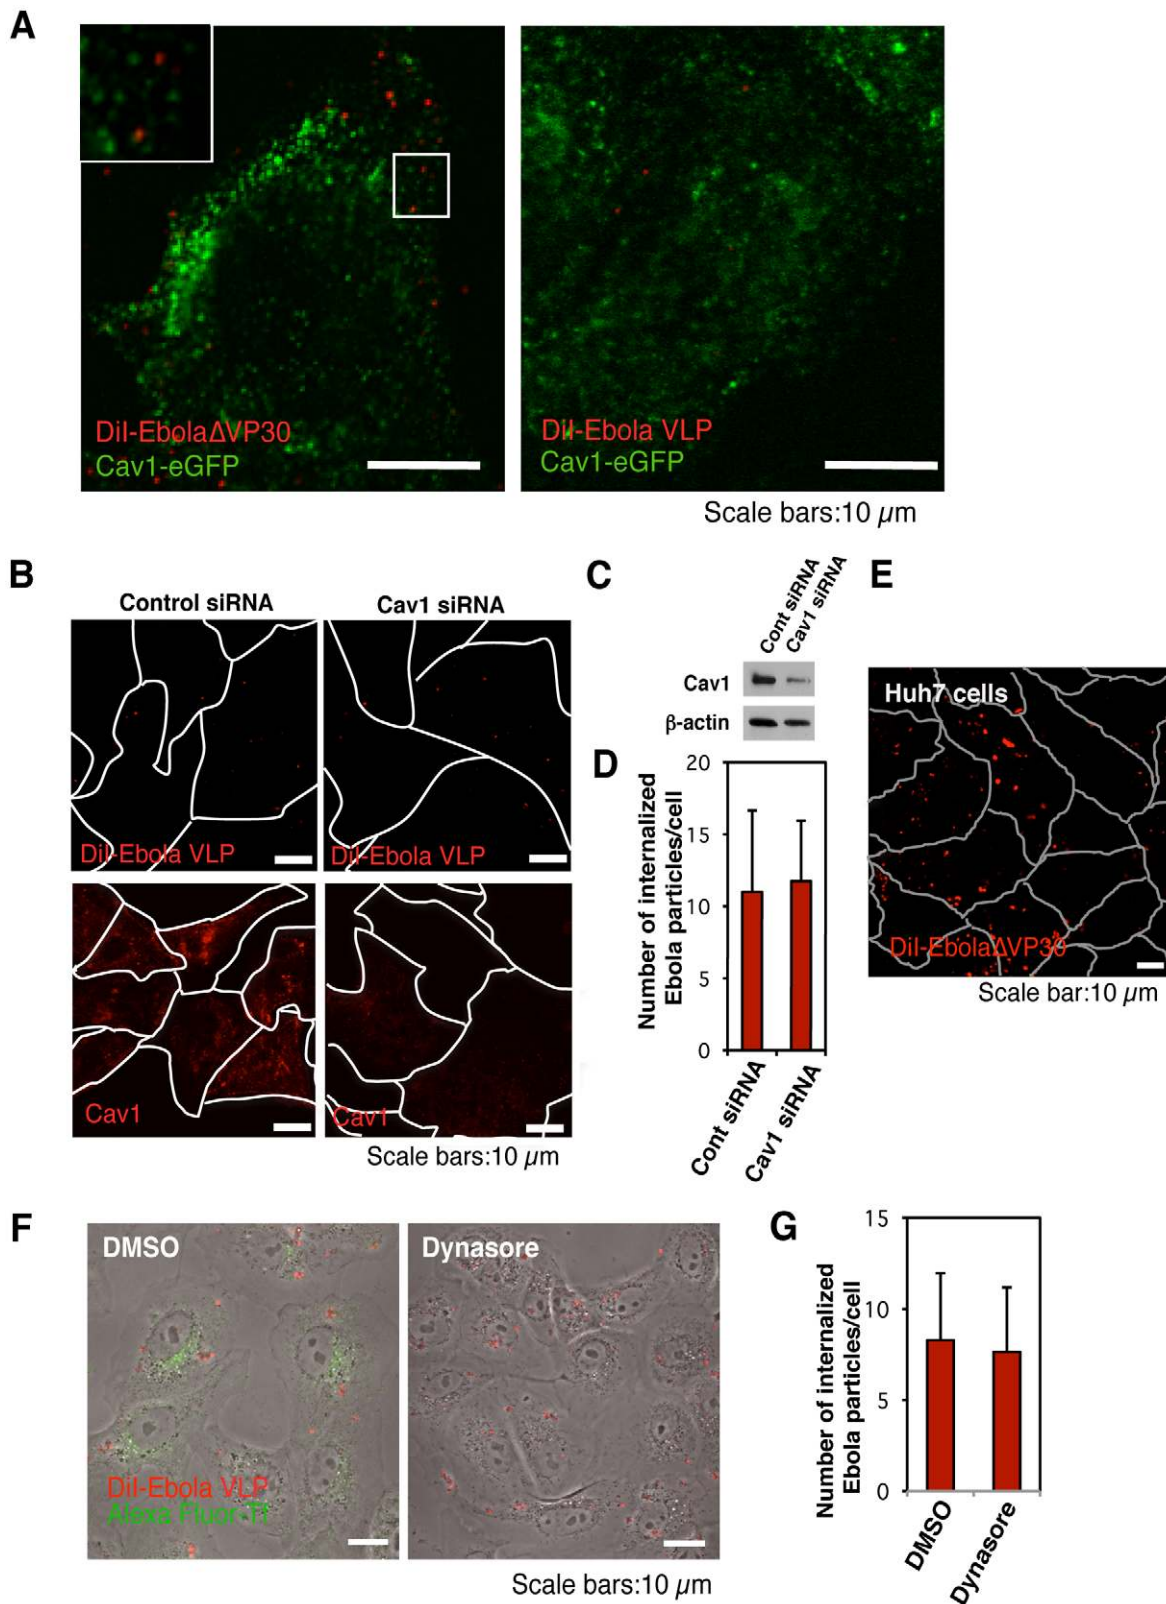 A
DiI-EbolaΔVP30
Cav1-eGFP
DiI-Ebola VLP
Cav1-eGFP
Scale bars:10 µm
B
Control siRNA
Cav1 siRNA
DiI-Ebola VLP
DiI-Ebola VLP
Cav1
Cav1
Scale bars:10 µm
C
Cont siRNA
Cav1 siRNA
Cav1
β-actin
D
Number of internalized
Ebola particles/cell
20
15
10
5
0
Cont siRNA
Cav1 siRNA
E
Huh7 cells
DiI-EbolaΔVP30
Scale bar:10 µm
F
DMSO
Dynasore
DiI-Ebola VLP
Alexa Fluor-Tf
Scale bars:10 µm
G
Number of internalized
Ebola particles/cell
15
10
5
0
DMSO
Dynasore